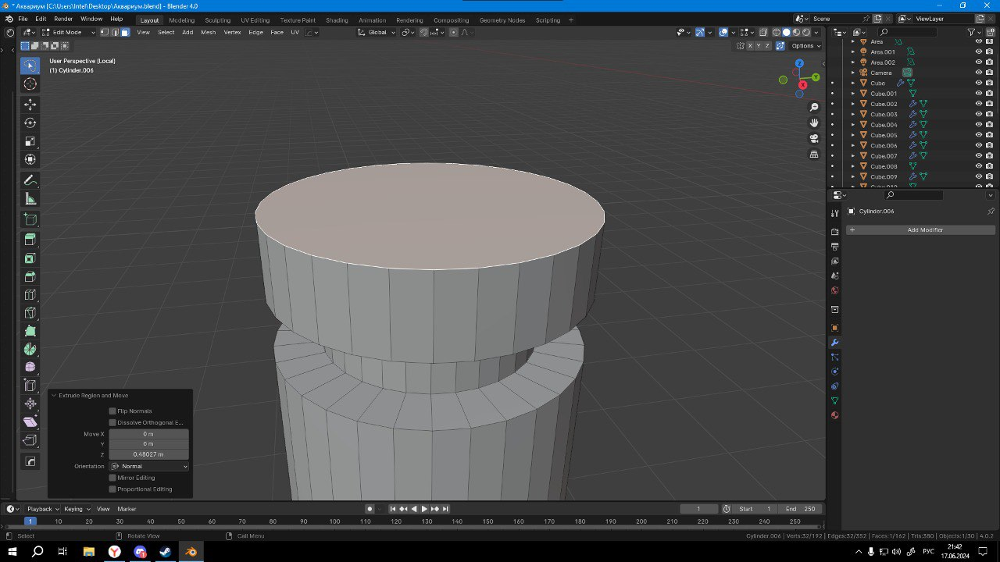 * Аквариум [C:\Users\Intel\Desktop\Аквариум.blend] - Blender 4.0
File Edit Render Window Help Layout Modeling Sculpting UV Editing Texture Paint Shading Animation Rendering Compositing Geometry Nodes Scripting + Scene ViewLayer
Edit Mode View Select Add Mesh Vertex Edge Face UV Global
X Y Z Options
User Perspective (Local)
(1) Cylinder.006
Z
Y
X
Area
Area.001
Area.002
Camera
Cube
Cube.001
Cube.002
Cube.003
Cube.004
Cube.005
Cube.006
Cube.007
Cube.008
Cube.009
Cube.010
Cylinder.006
+ Add Modifier
Extrude Region and Move
Flip Normals
Dissolve Orthogonal E...
Move X 0 m
Y 0 m
Z 0.48027 m
Orientation Normal
Mirror Editing
Proportional Editing
Playback Keying View Marker 1 Start 1 End 250
1 10 20 30 40 50 60 70 80 90 100 110 120 130 140 150 160 170 180 190 200 210 220 230 240 250
Select Rotate View Call Menu Cylinder.006 | Verts:32/192 | Edges:32/352 | Faces:1/162 | Tris:380 | Objects:1/30 | 4.0.2
РУС
21:42
17.06.2024